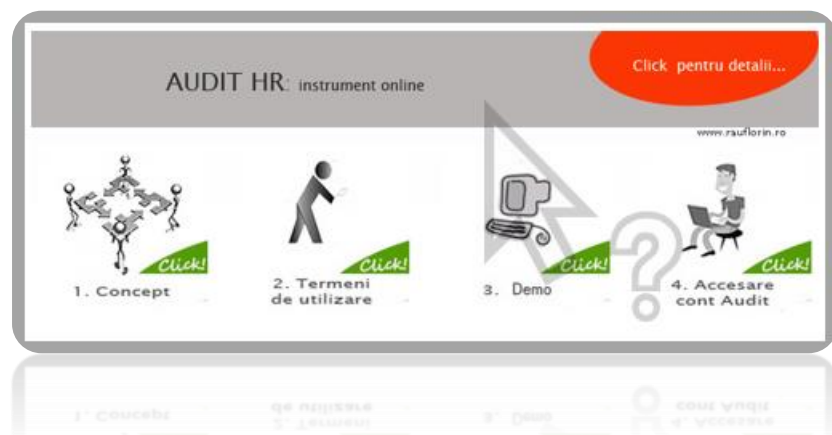 AUDIT HR: instrument online
Click pentru detalii...
www.rauflorin.ro
Click!
Click!
Click!
Click!
1. Concept
2. Termeni
de utilizare
3. Demo
4. Accesare
cont Audit